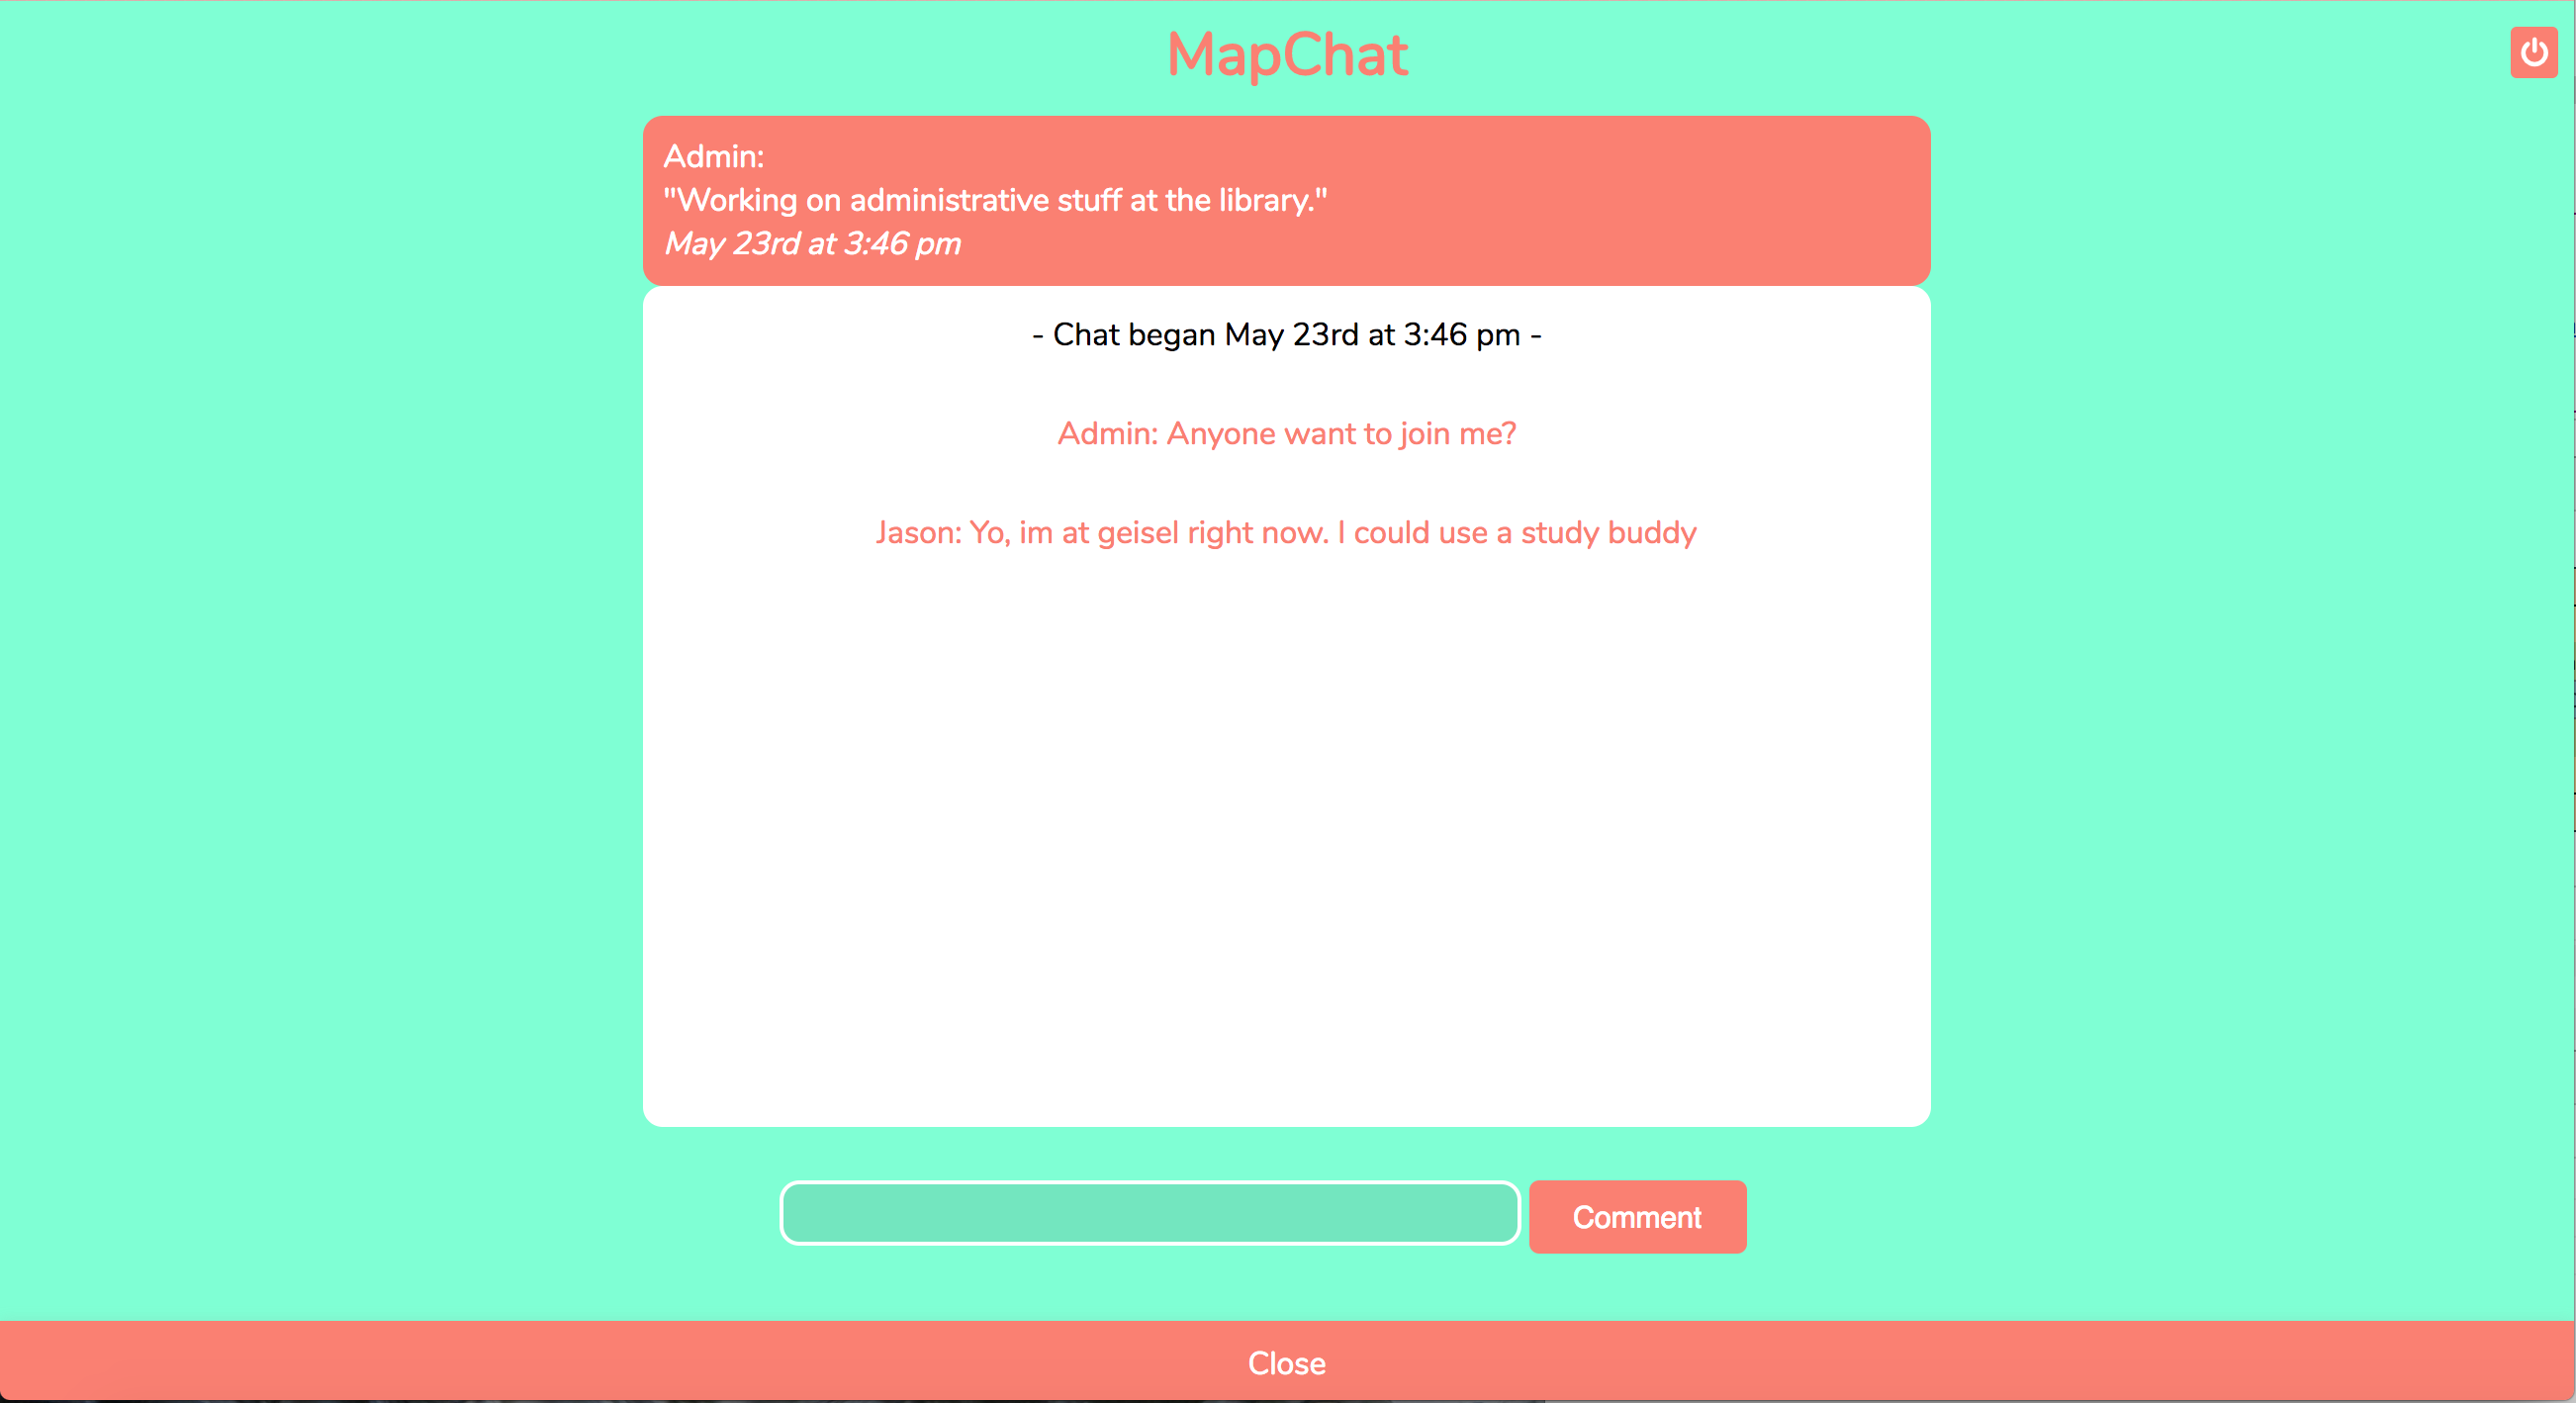 MapChat
Admin:
"Working on administrative stuff at the library."
May 23rd at 3:46 pm
- Chat began May 23rd at 3:46 pm -
Admin: Anyone want to join me?
Jason: Yo, im at geisel right now. I could use a study buddy
Comment
Close